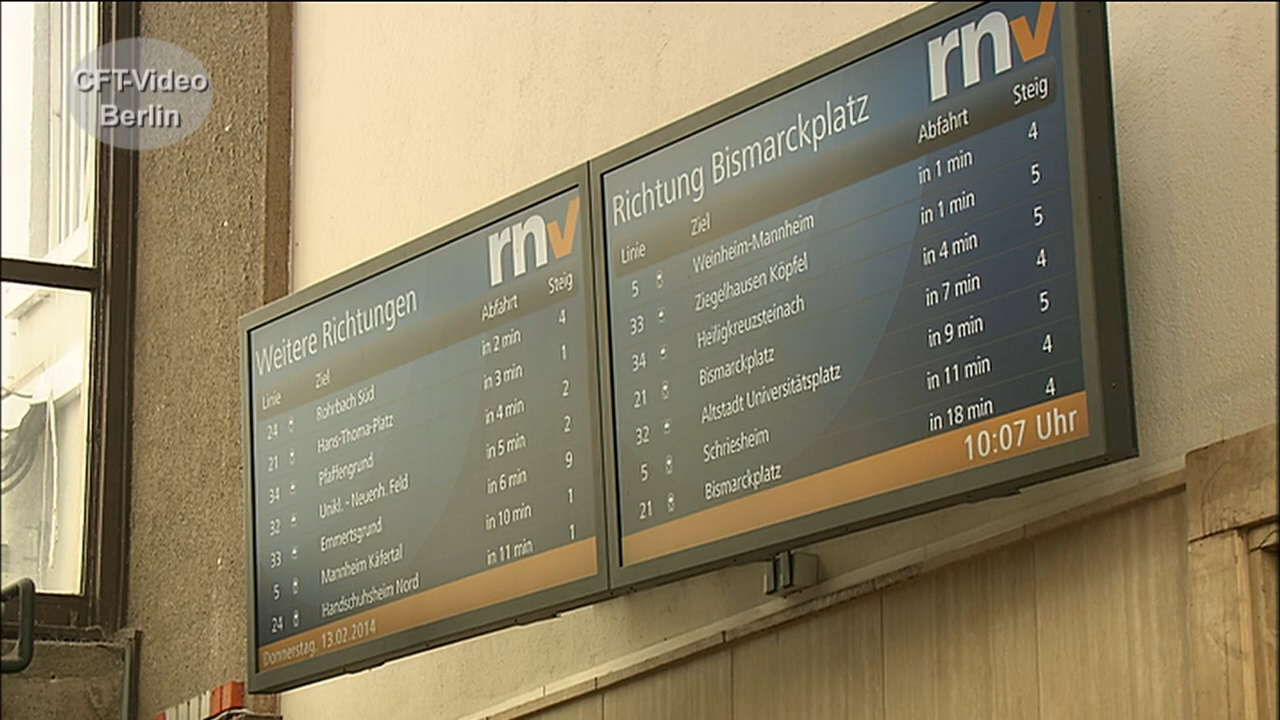 CFT-Video
Berlin
Weitere Richtungen
rnv
Linie Ziel Abfahrt Steig
24 Rohrbach Süd in 2 min 4
21 Hans-Thoma-Platz in 3 min 1
34 Pfaffengrund in 4 min 2
32 Unikl. - Neuenh. Feld in 5 min 2
33 Emmertsgrund in 6 min 9
5 Mannheim Käfertal in 10 min 1
24 Handschuhsheim Nord in 11 min 1
Donnerstag, 13.02.2014
Richtung Bismarckplatz
rnv
Linie Ziel Abfahrt Steig
5 Weinheim-Mannheim in 1 min 4
33 Ziegelhausen Köpfel in 1 min 5
34 Heiligkreuzsteinach in 4 min 5
21 Bismarckplatz in 7 min 4
32 Altstadt Universitätsplatz in 9 min 5
5 Schriesheim in 11 min 4
21 Bismarckplatz in 18 min 4
10:07 Uhr